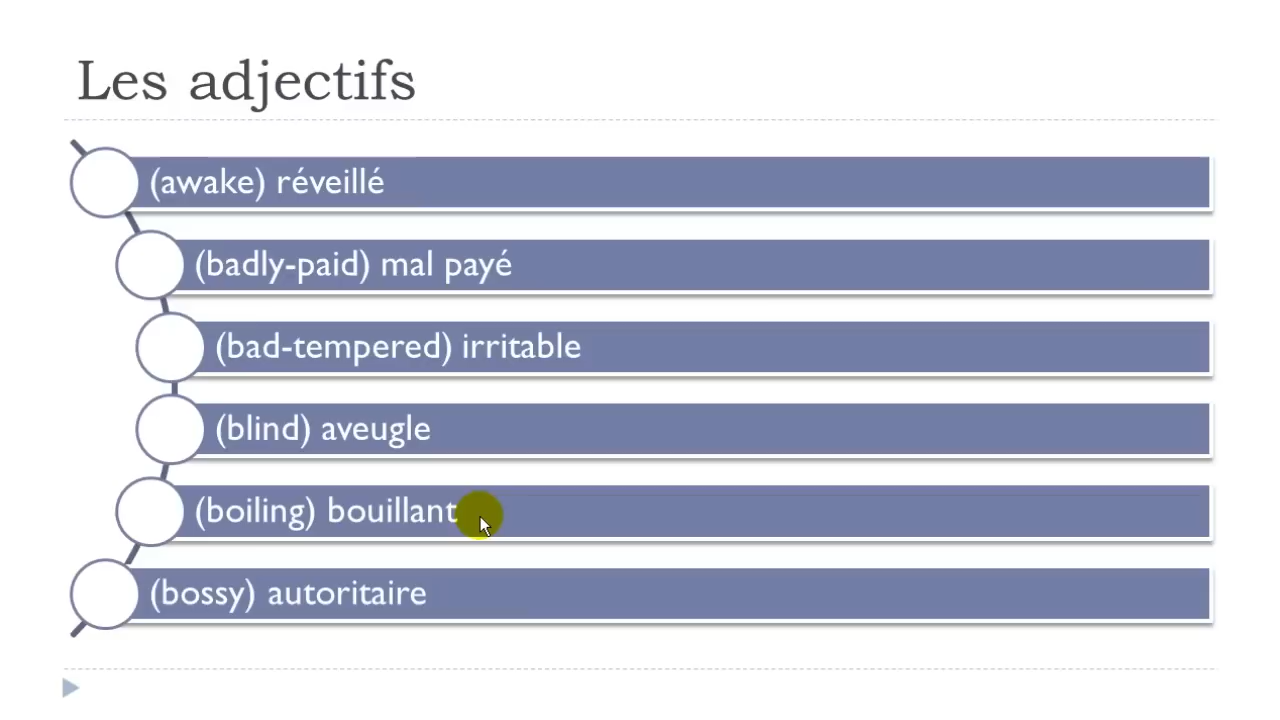 Les adjectifs
(awake) réveillé
(badly-paid) mal payé
(bad-tempered) irritable
(blind) aveugle
(boiling) bouillant
(bossy) autoritaire